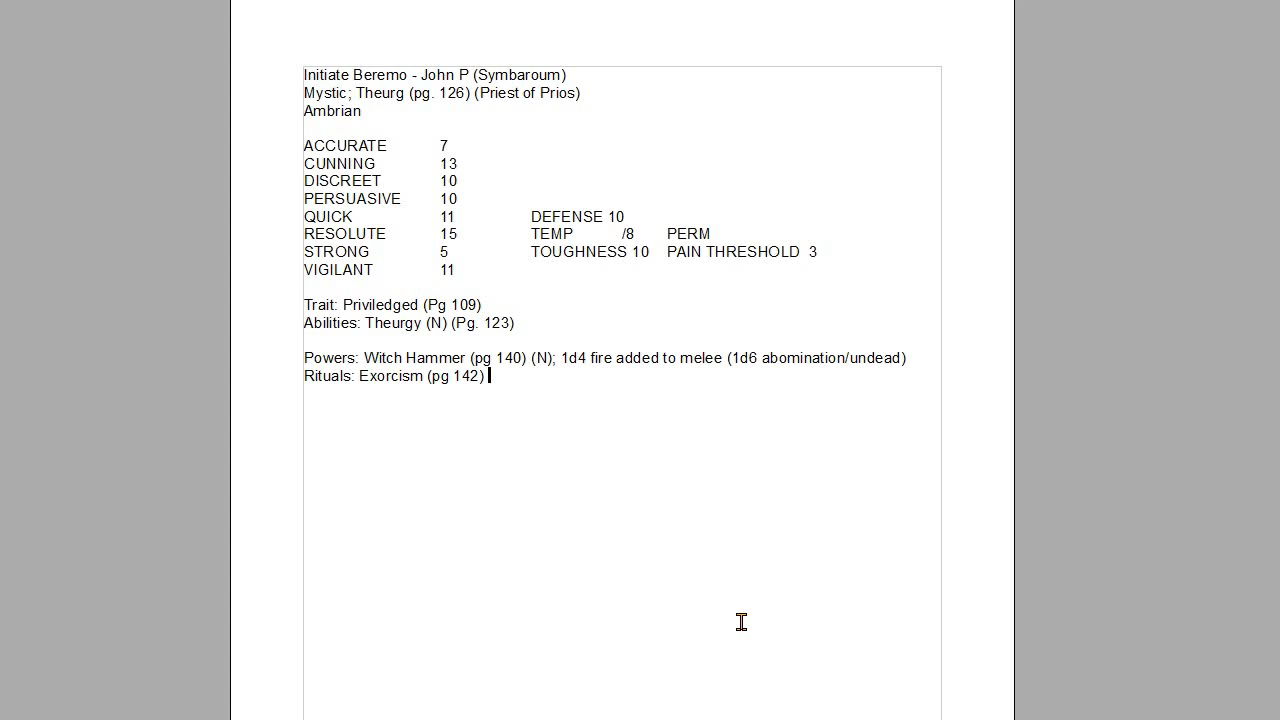 Initiate Beremo - John P (Symbaroum)
Mystic; Theurg (pg. 126) (Priest of Prios)
Ambrian
ACCURATE 7
CUNNING 13
DISCREET 10
PERSUASIVE 10
QUICK 11 DEFENSE 10
RESOLUTE 15 TEMP /8 PERM
STRONG 5 TOUGHNESS 10 PAIN THRESHOLD 3
VIGILANT 11
Trait: Priviledged (Pg 109)
Abilities: Theurgy (N) (Pg. 123)
Powers: Witch Hammer (pg 140) (N); 1d4 fire added to melee (1d6 abomination/undead)
Rituals: Exorcism (pg 142)